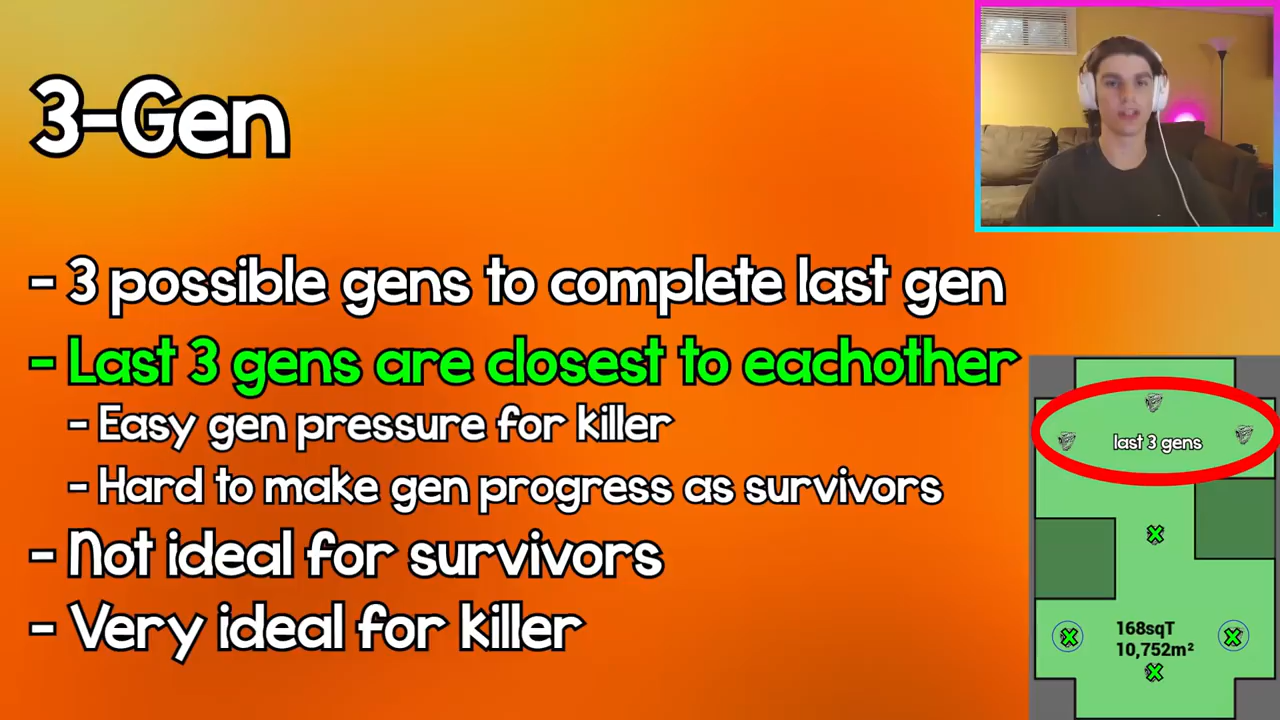 3-Gen
- 3 possible gens to complete last gen
- Last 3 gens are closest to eachother
- Easy gen pressure for killer
- Hard to make gen progress as survivors
- Not ideal for survivors
- Very ideal for killer
last 3 gens
168sqT
10,752m²